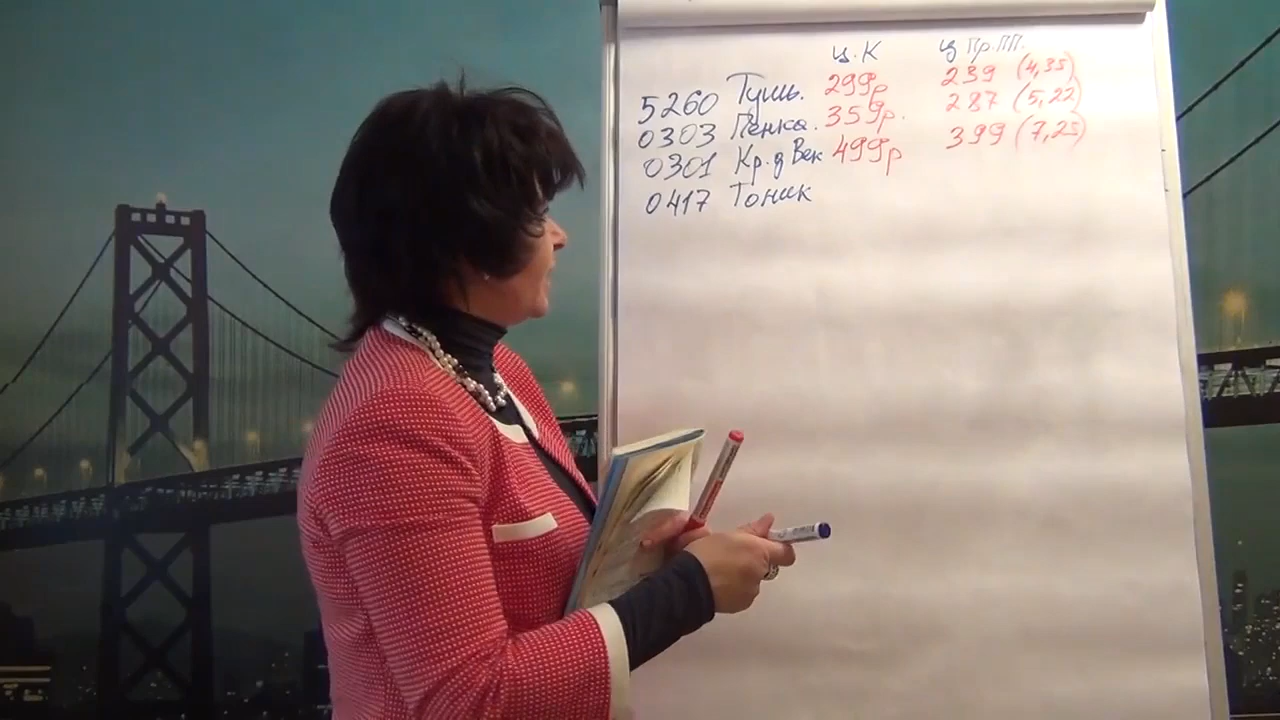 ц.К ц Пр.ПП.
5260 Тушь. 299р 239 (4,35)
0303 Пенка. 359р. 287 (5,22)
0301 Кр.д Век 499р 399 (7,25)
0417 Тоник